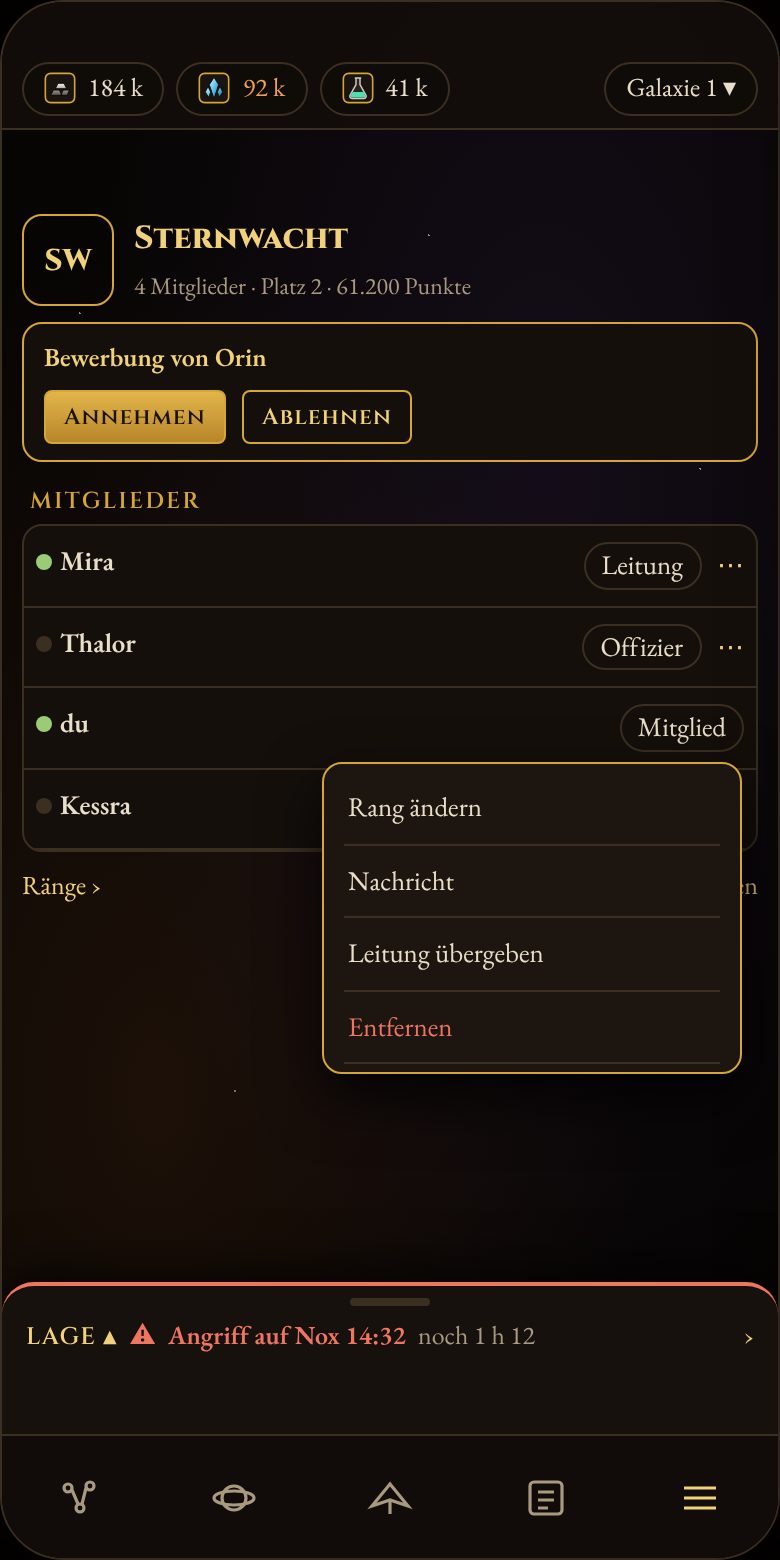 184 k 92 k 41 k Galaxie 1 ▼
SW
STERNWACHT
4 Mitglieder · Platz 2 · 61.200 Punkte
Bewerbung von Orin
ANNEHMEN ABLEHNEN
MITGLIEDER
Mira Leitung ...
Thalor Offizier ...
du Mitglied
Kessra
Rang ändern
Nachricht
Leitung übergeben
Entfernen
Ränge ›
LAGE ▲ Angriff auf Nox 14:32 noch 1 h 12 ›